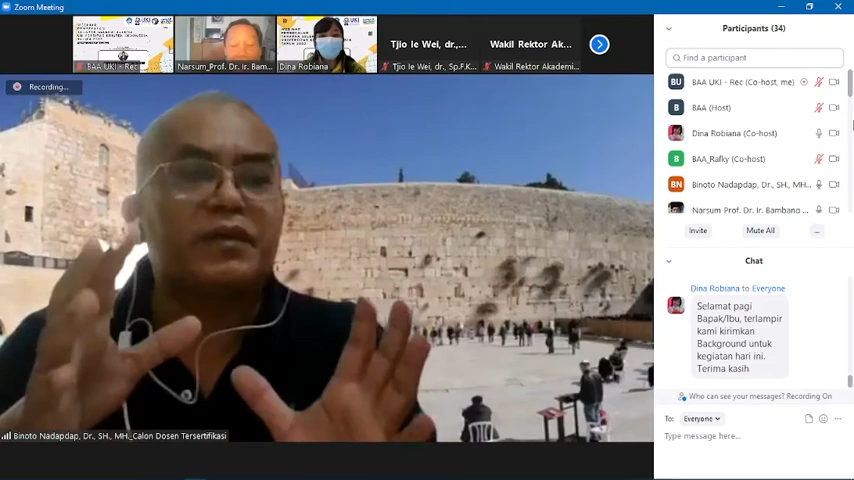 Zoom Meeting
Participants (34)
UKI
UKI
Tjio Ie Wei, dr.,...
Wakil Rektor Akade...
BAA UKI - Rec
Narsum_Prof. Dr. Ir. Bam...
Dina Robiana
Tjio Ie Wei, dr., Sp.F.K...
Wakil Rektor Akademi...
Recording...
Find a participant
BU BAA UKI - Rec (Co-host, me)
B BAA (Host)
Dina Robiana (Co-host)
B BAA_Rafky (Co-host)
BN Binoto Nadapdap, Dr., SH., MH...
Narsum Prof. Dr. Ir. Bambang ...
Invite
Mute All
...
Chat
Dina Robiana to Everyone
Selamat pagi
Bapak/Ibu, terlampir
kami kirimkan
Background untuk
kegiatan hari ini.
Terima kasih
Who can see your messages? Recording On
To: Everyone
Type message here...
Binoto Nadapdap, Dr., SH., MH._Calon Dosen Tersertifikasi